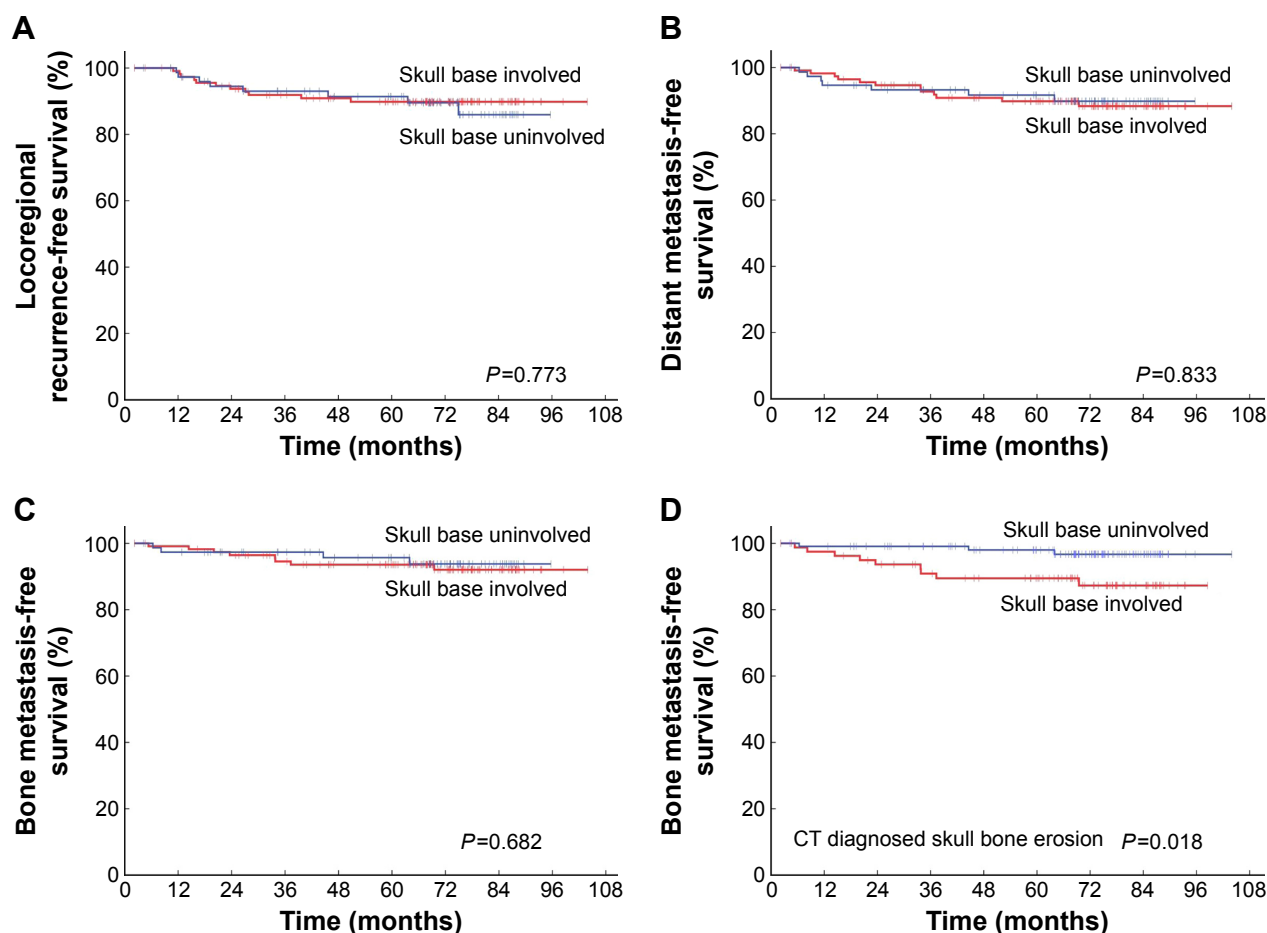 A
Locoregional
recurrence-free survival (%)
100
80
60
40
20
0
Skull base involved
Skull base uninvolved
P=0.773
0 12 24 36 48 60 72 84 96 108
Time (months)
B
Distant metastasis-free
survival (%)
100
80
60
40
20
0
Skull base uninvolved
Skull base involved
P=0.833
0 12 24 36 48 60 72 84 96 108
Time (months)
C
Bone metastasis-free
survival (%)
100
80
60
40
20
0
Skull base uninvolved
Skull base involved
P=0.682
0 12 24 36 48 60 72 84 96 108
Time (months)
D
Bone metastasis-free
survival (%)
100
80
60
40
20
0
Skull base uninvolved
Skull base involved
CT diagnosed skull bone erosion P=0.018
0 12 24 36 48 60 72 84 96 108
Time (months)